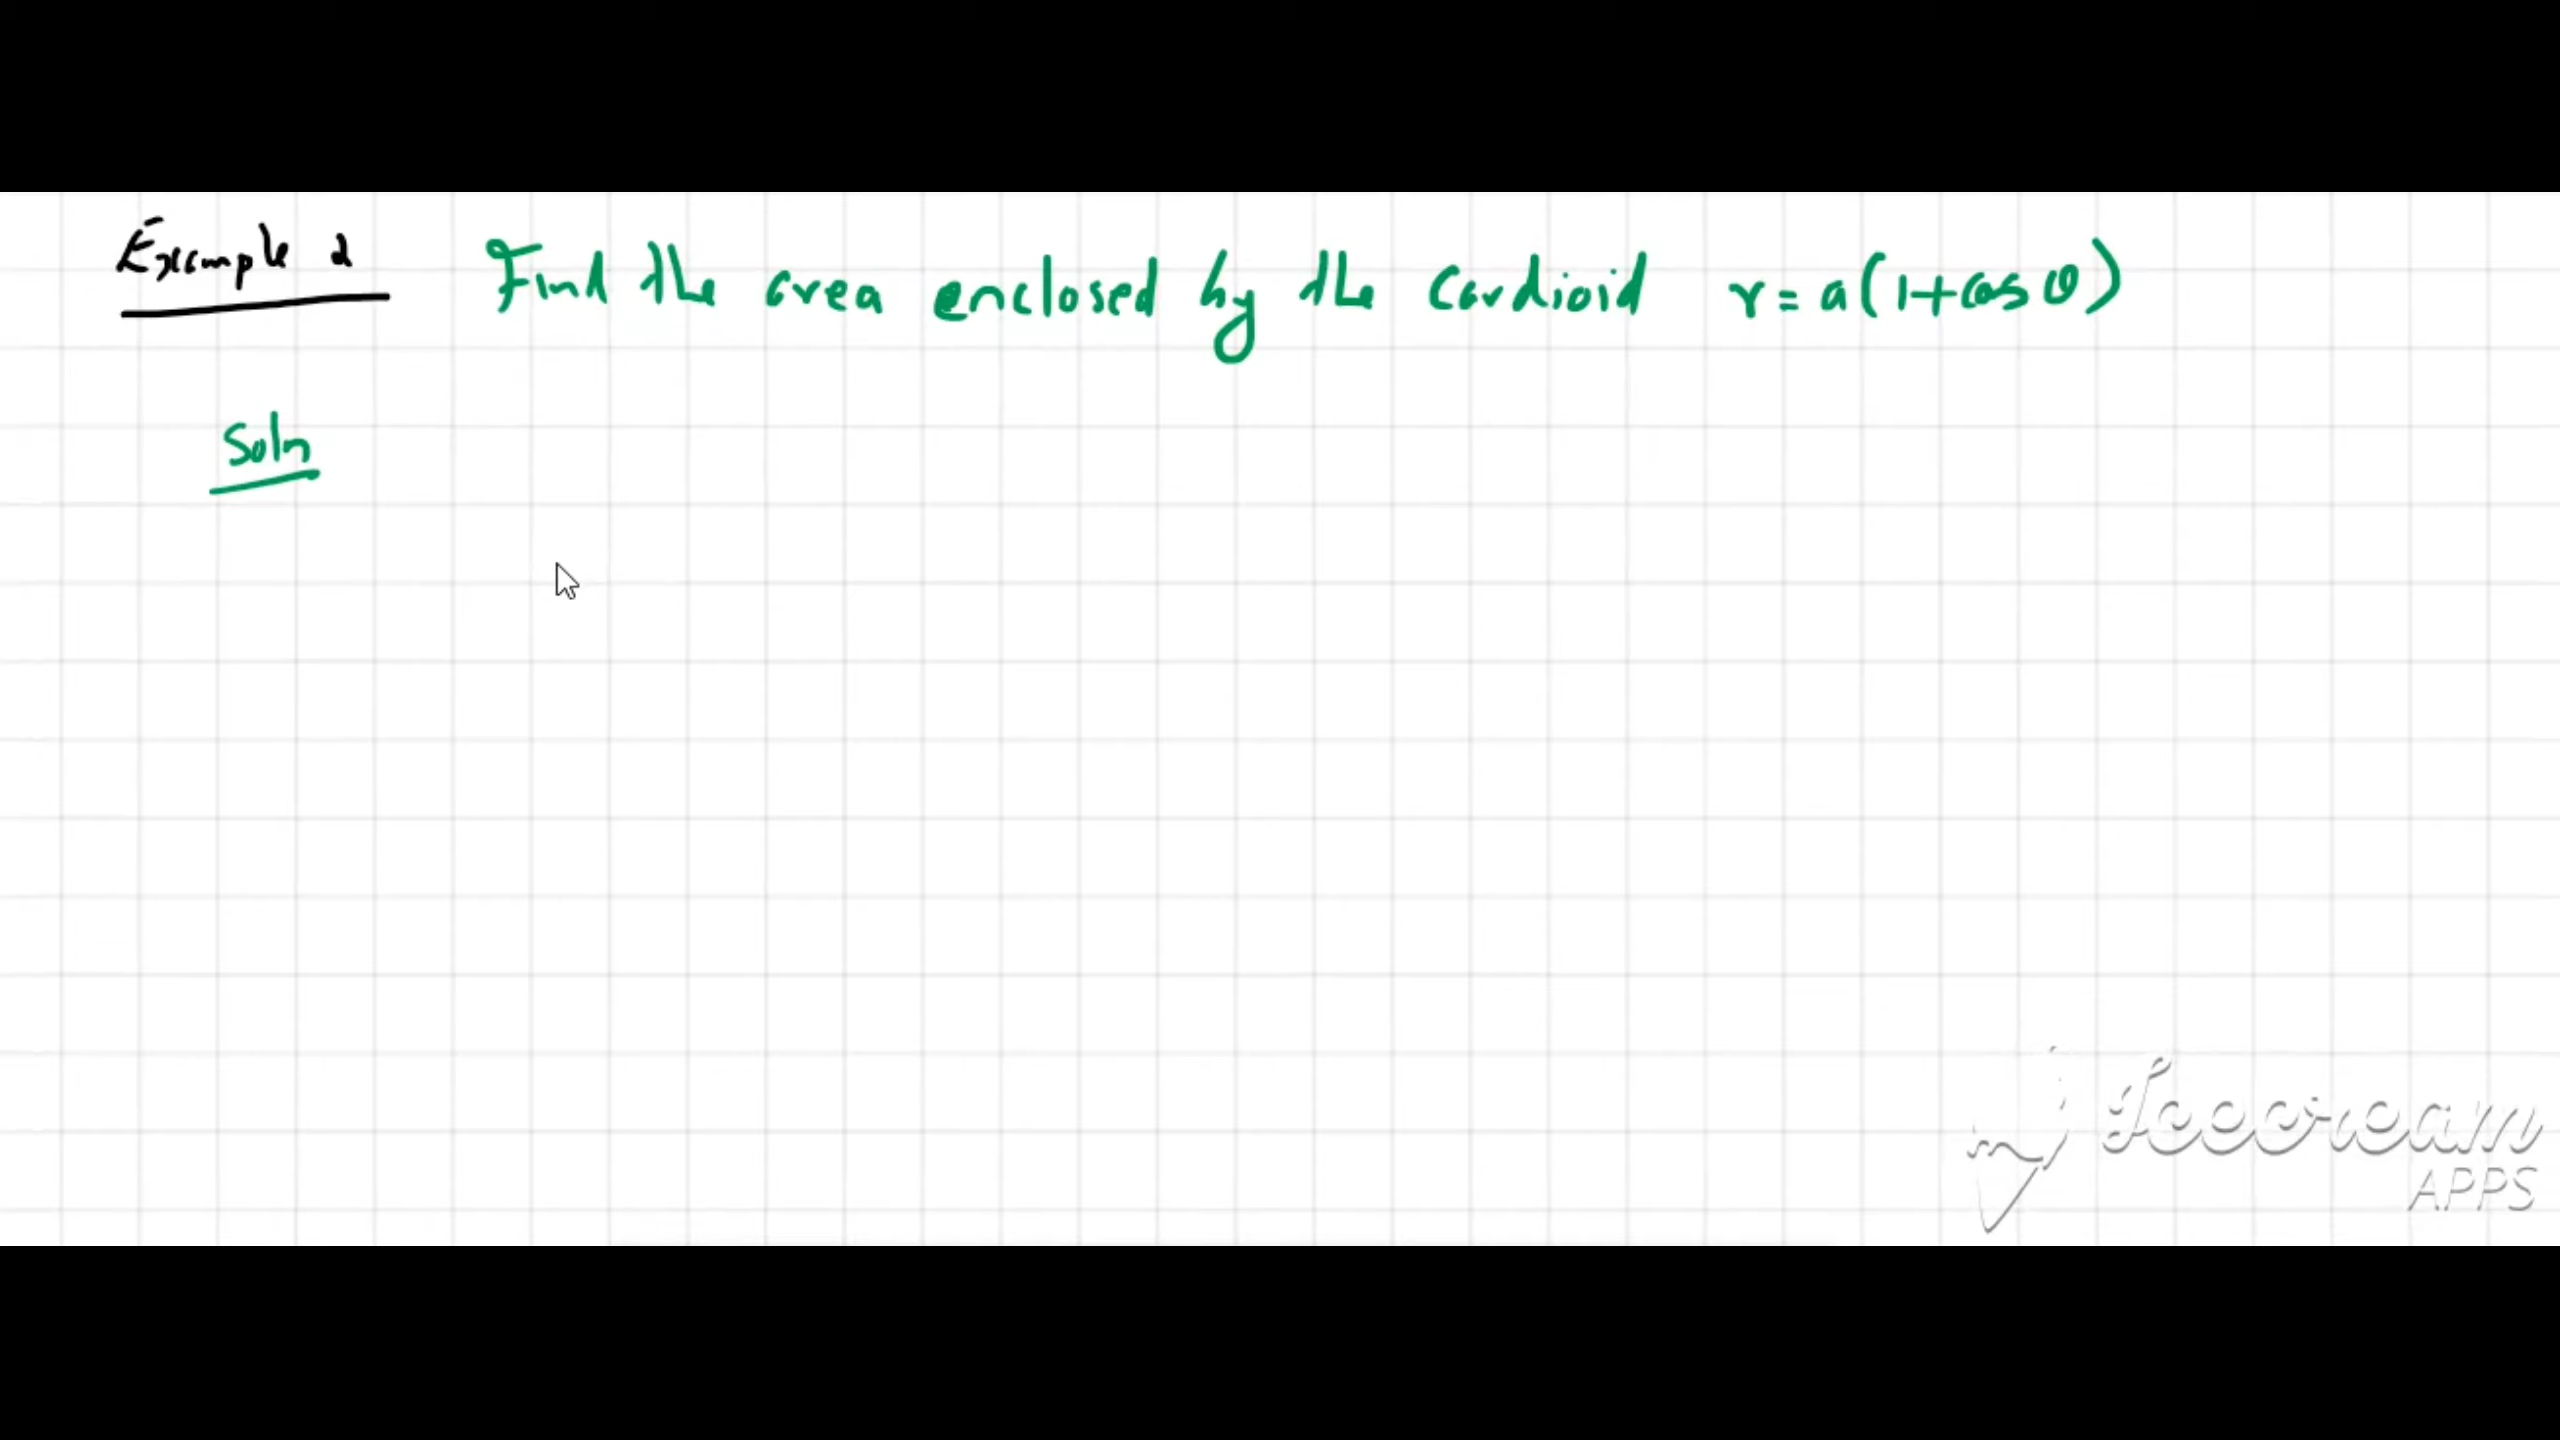 Example 2 Find the area enclosed by the cardioid r = a(1+cos θ)
Soln
Icecream
APPS